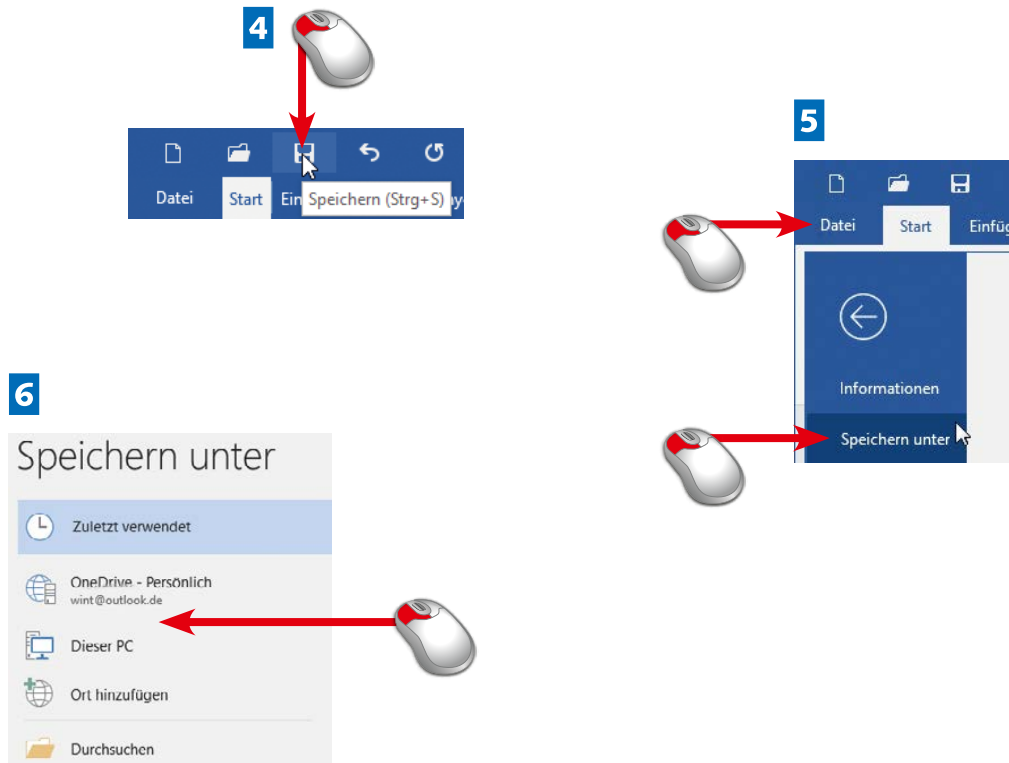 4
Datei Start Ein Speichern (Strg+S) y
5
Datei Start Einfüg
Informationen
Speichern unter
6
Speichern unter
Zuletzt verwendet
OneDrive - Persönlich
wint@outlook.de
Dieser PC
Ort hinzufügen
Durchsuchen